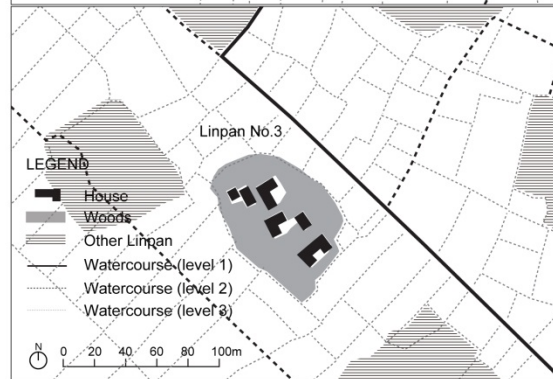 Linpan No.3
LEGEND
House
Woods
Other Linpan
Watercourse (level 1)
Watercourse (level 2)
Watercourse (level 3)
N
0 20 40 60 80 100m